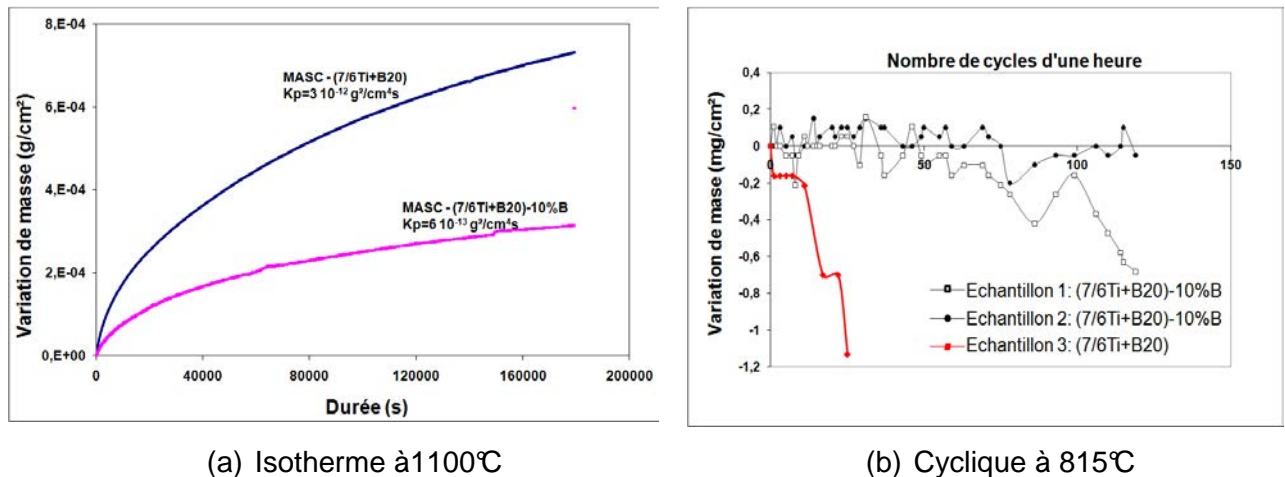 8,E-04
6,E-04
4,E-04
2,E-04
0,E+00
Variation de masse (g/cm²)
MASC - (7/6Ti+B20)
Kp=3 10⁻¹² g²/cm⁴s
MASC - (7/6Ti+B20)-10%B
Kp=6 10⁻¹³ g²/cm⁴s
0 40000 80000 120000 160000 200000
Durée (s)
(a) Isotherme à1100°C
Nombre de cycles d'une heure
0,4
0,2
0
-0,2
-0,4
-0,6
-0,8
-1
-1,2
Variation de mase (mg/cm²)
0 50 100 150
Echantillon 1: (7/6Ti+B20)-10%B
Echantillon 2: (7/6Ti+B20)-10%B
Echantillon 3: (7/6Ti+B20)
(b) Cyclique à 815°C